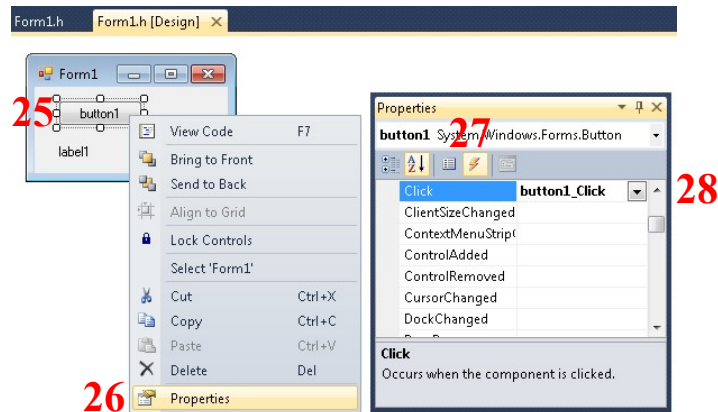 Form1.h Form1.h [Design]
Form1
25
button1
label1
View Code F7
Bring to Front
Send to Back
Align to Grid
Lock Controls
Select 'Form1'
Cut Ctrl+X
Copy Ctrl+C
Paste Ctrl+V
Delete Del
26 Properties
Properties
27
button1 System.Windows.Forms.Button
Click button1_Click
28
ClientSizeChanged
ContextMenuStrip(
ControlAdded
ControlRemoved
CursorChanged
DockChanged
Click
Occurs when the component is clicked.